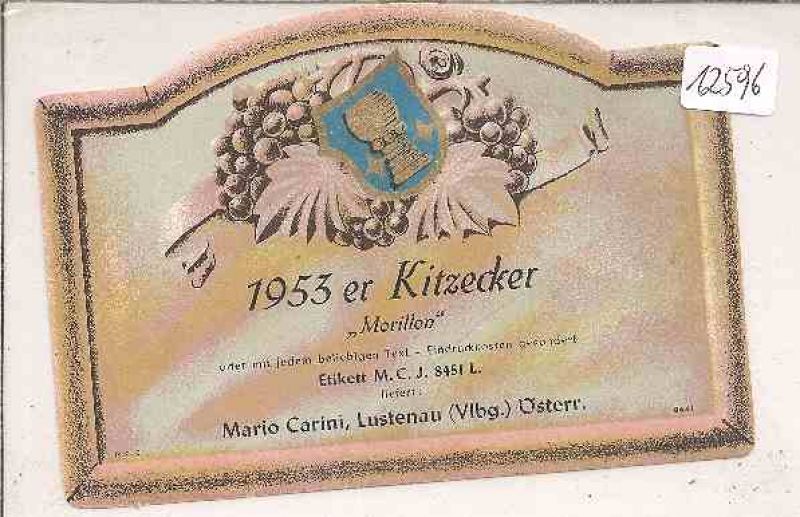 12596
1953 er Kitzecker
„Morillon“
oder mit jedem beliebigen Text - Eindruckkosten gesondert
Etikett M. C. J. 8451 L.
liefert:
Mario Carini, Lustenau (Vlbg.) Österr.